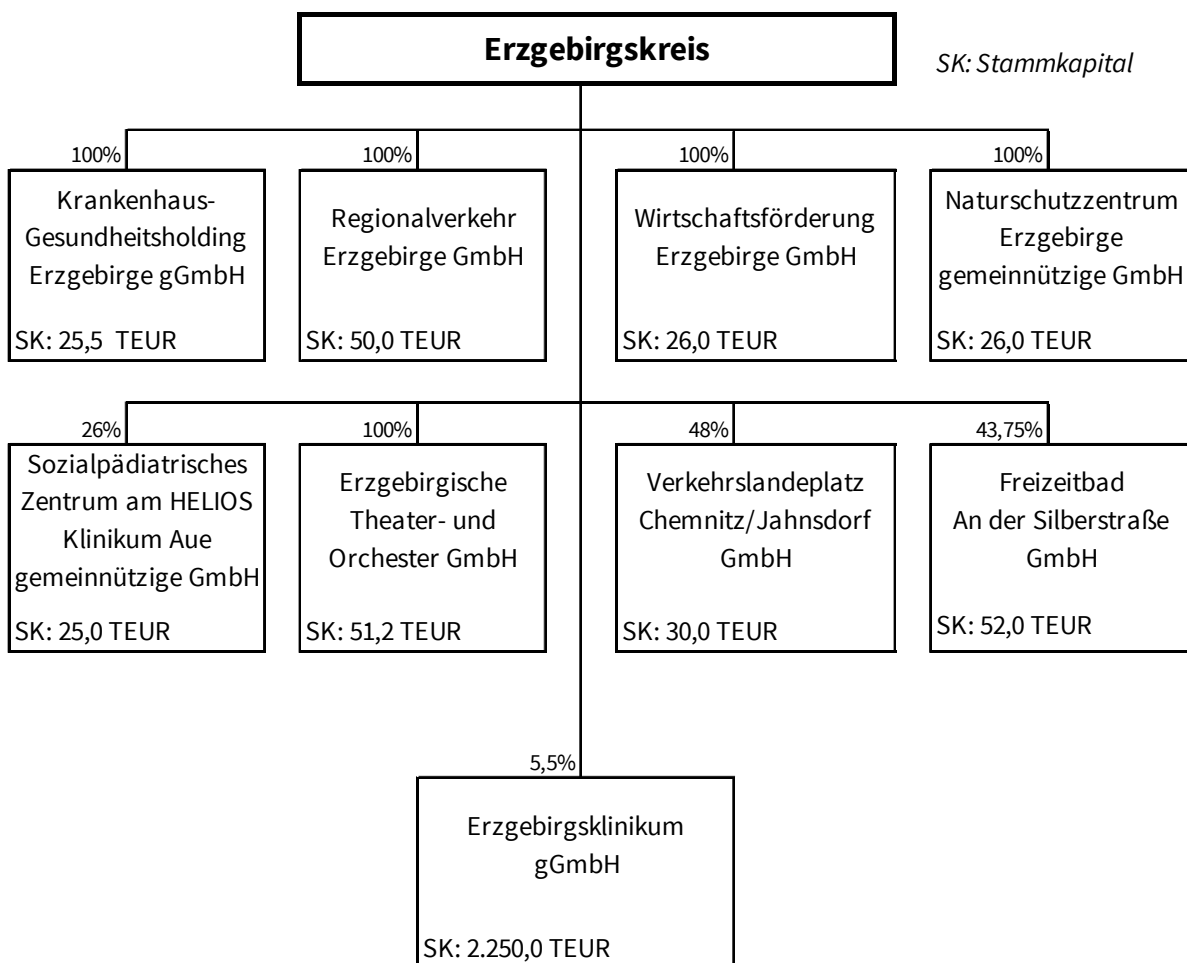 Erzgebirgskreis
SK: Stammkapital
100%
Krankenhaus-
Gesundheitsholding
Erzgebirge gGmbH
SK: 25,5 TEUR
100%
Regionalverkehr
Erzgebirge GmbH
SK: 50,0 TEUR
100%
Wirtschaftsförderung
Erzgebirge GmbH
SK: 26,0 TEUR
100%
Naturschutzzentrum
Erzgebirge
gemeinnützige GmbH
SK: 26,0 TEUR
26%
Sozialpädiatrisches
Zentrum am HELIOS
Klinikum Aue
gemeinnützige GmbH
SK: 25,0 TEUR
100%
Erzgebirgische
Theater- und
Orchester GmbH
SK: 51,2 TEUR
48%
Verkehrslandeplatz
Chemnitz/Jahnsdorf
GmbH
SK: 30,0 TEUR
43,75%
Freizeitbad
An der Silberstraße
GmbH
SK: 52,0 TEUR
5,5%
Erzgebirgsklinikum
gGmbH
SK: 2.250,0 TEUR